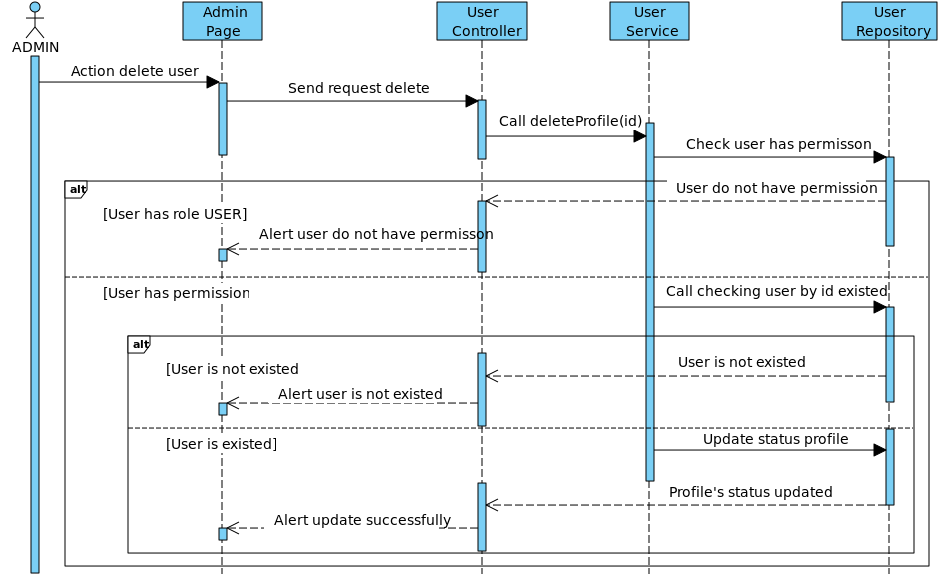 ADMIN
Admin
Page
User
Controller
User
Service
User
Repository
Action delete user
Send request delete
Call deleteProfile(id)
Check user has permisson
alt
User do not have permission
[User has role USER]
Alert user do not have permisson
[User has permission
Call checking user by id existed
alt
User is not existed
[User is not existed
Alert user is not existed
[User is existed]
Update status profile
Profile's status updated
Alert update successfully